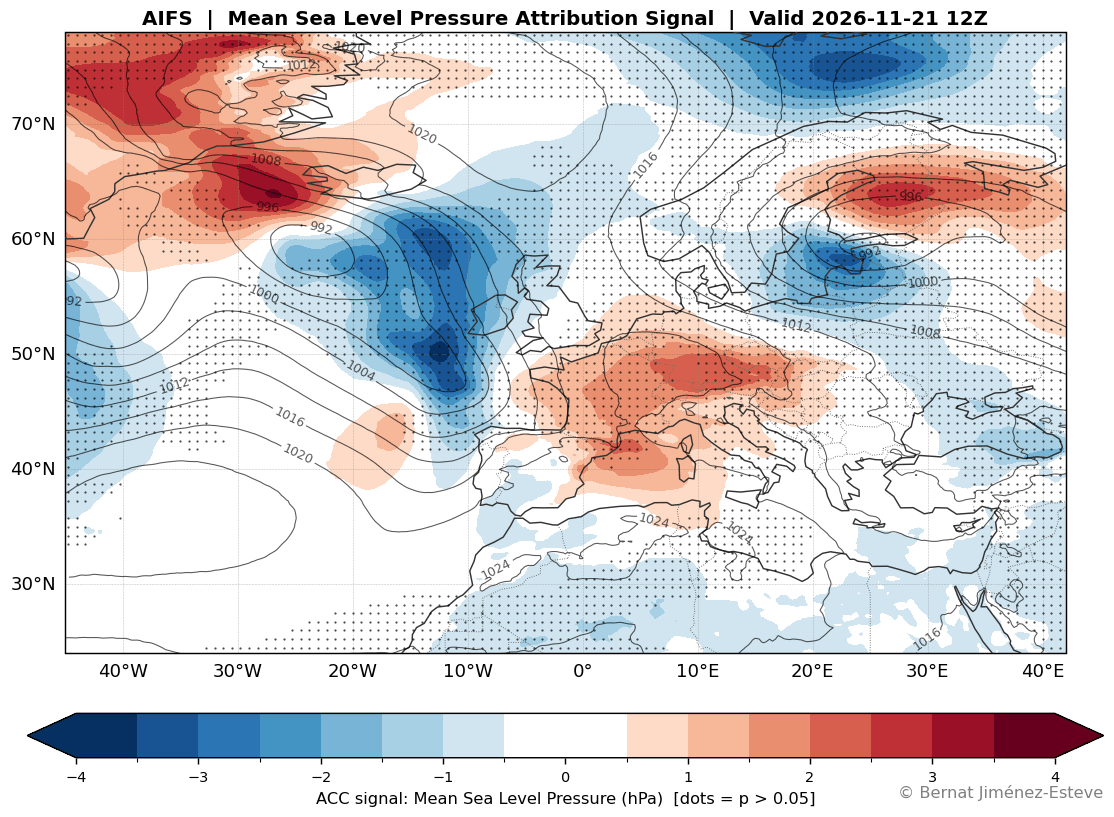 AIFS | Mean Sea Level Pressure Attribution Signal | Valid 2026-11-21 12Z
1020
1012
70°N
1020
1016
1008
996
996
60°N
992
992
92
1000
1000
1012
1008
50°N
1004
1012
1016
1020
40°N
1024
1024
1024
30°N
1016
40°W 30°W 20°W 10°W 0° 10°E 20°E 30°E 40°E
−4 −3 −2 −1 0 1 2 3 4
ACC signal: Mean Sea Level Pressure (hPa) [dots = p > 0.05]
© Bernat Jiménez-Esteve